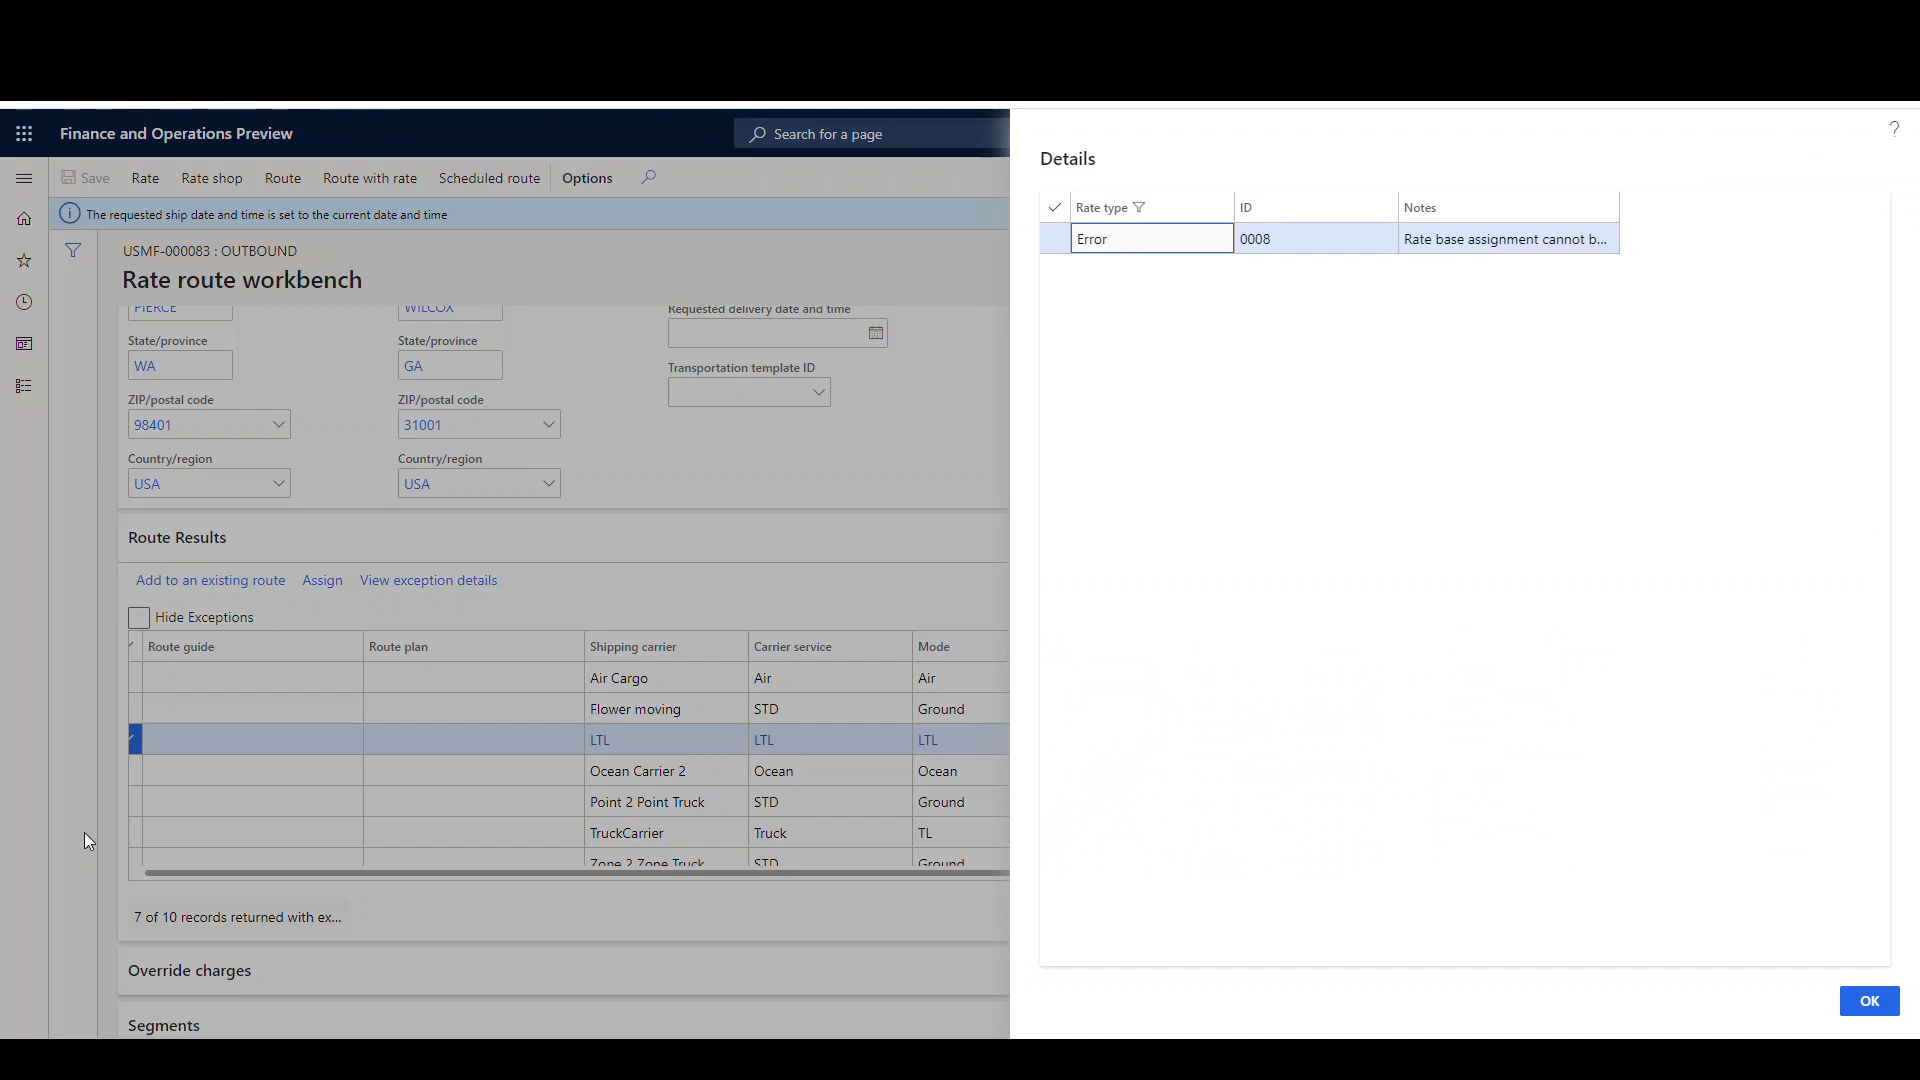 Finance and Operations Preview
Search for a page
Save Rate Rate shop Route Route with rate Scheduled route Options
The requested ship date and time is set to the current date and time
USMF-000083 : OUTBOUND
Rate route workbench
PIERCE WILCOX Requested delivery date and time
State/province State/province
WA GA
Transportation template ID
ZIP/postal code ZIP/postal code
98401 31001
Country/region Country/region
USA USA
Route Results
Add to an existing route Assign View exception details
Hide Exceptions
Route guide Route plan Shipping carrier Carrier service Mode
Air Cargo Air Air
Flower moving STD Ground
LTL LTL LTL
Ocean Carrier 2 Ocean Ocean
Point 2 Point Truck STD Ground
TruckCarrier Truck TL
Zone 2 Zone Truck STD Ground
7 of 10 records returned with ex...
Override charges
Segments
?
Details
Rate type ID Notes
Error 0008 Rate base assignment cannot b...
OK